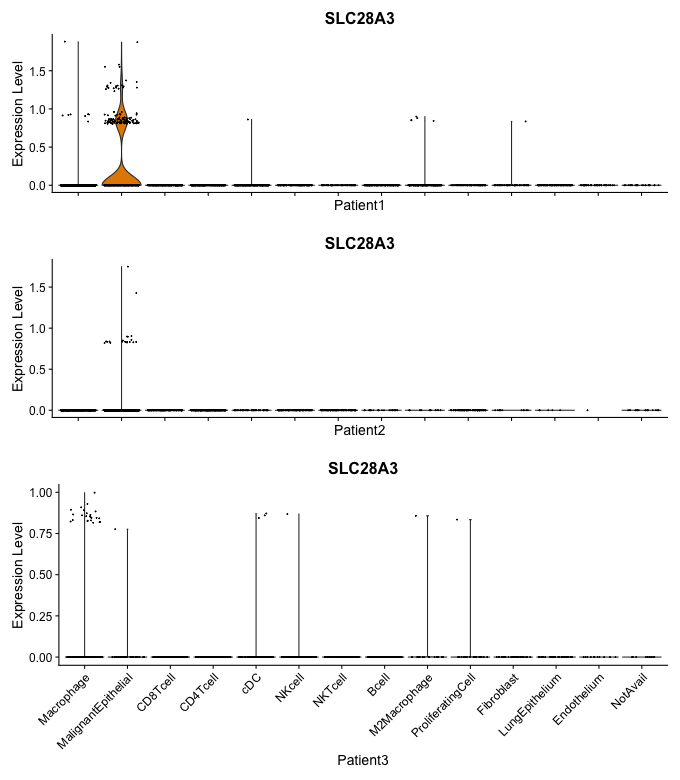 SLC28A3
Expression Level
1.5
1.0
0.5
0.0
Patient1
SLC28A3
Expression Level
1.5
1.0
0.5
0.0
Patient2
SLC28A3
Expression Level
1.00
0.75
0.50
0.25
0.00
Macrophage
MalignantEpithelial
CD8Tcell
CD4Tcell
cDC
NKcell
NKTcell
Bcell
M2Macrophage
ProliferatingCell
Fibroblast
LungEpithelium
Endothelium
NotAvail
Patient3